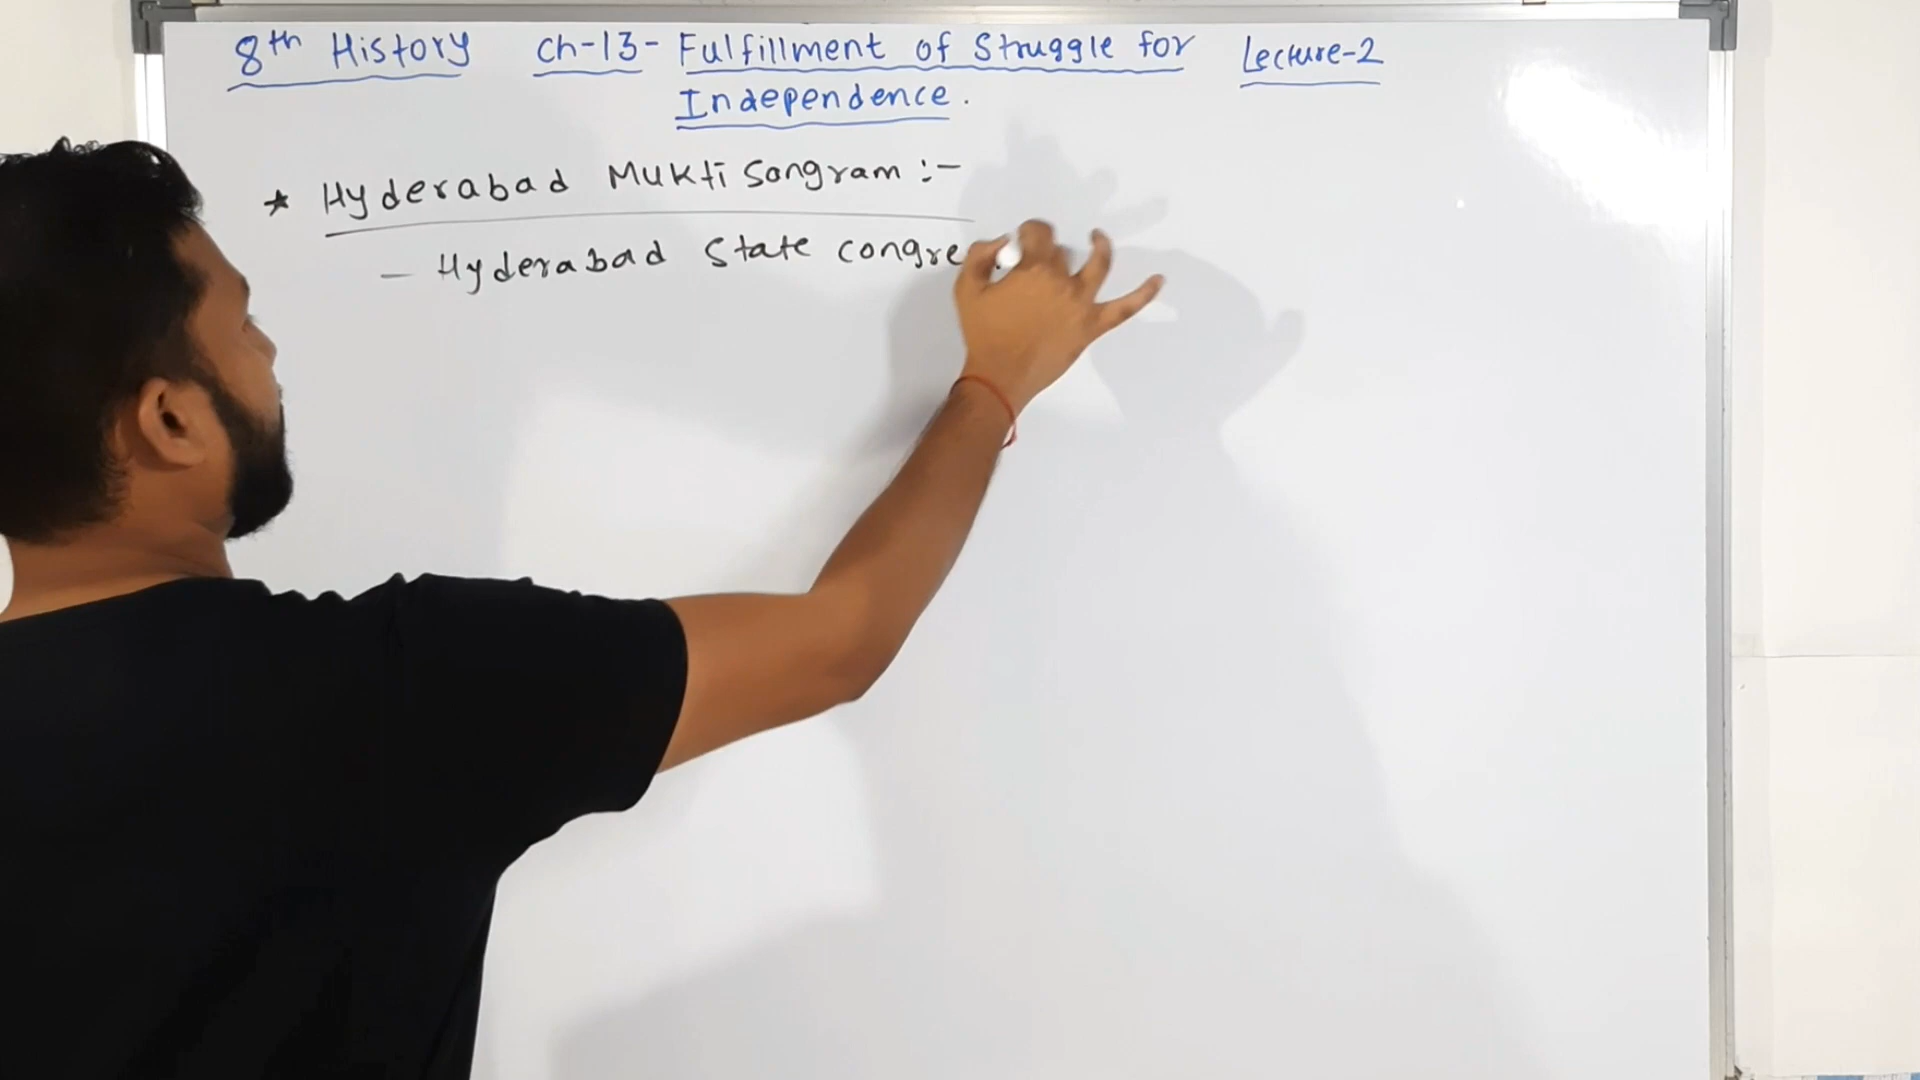 8th History Ch-13- Fulfillment of Struggle for Lecture-2
Independence.
★ Hyderabad Mukti Sangram :-
- Hyderabad State congre